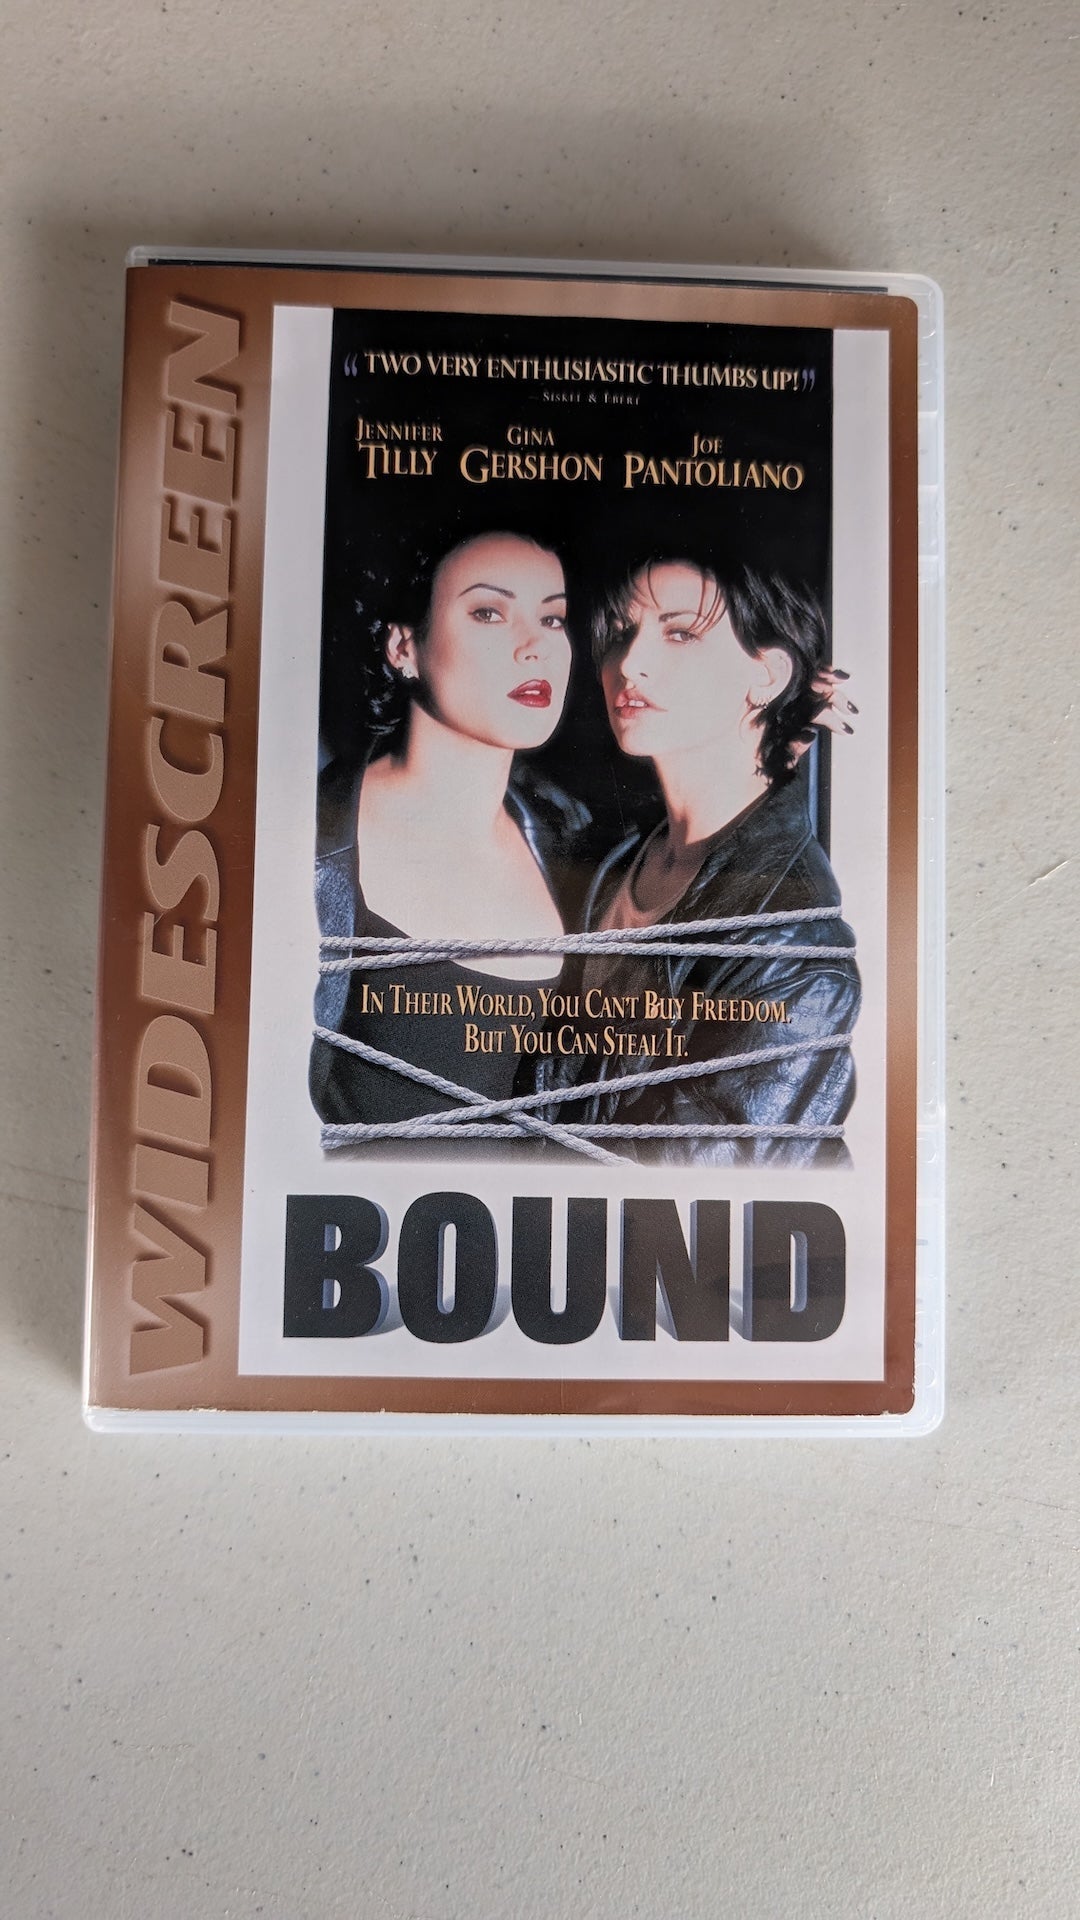 WIDESCREEN
“TWO VERY ENTHUSIASTIC THUMBS UP!”
– SISKEL & EBERT
JENNIFER TILLY GINA GERSHON JOE PANTOLIANO
IN THEIR WORLD, YOU CAN'T BUY FREEDOM.
BUT YOU CAN STEAL IT.
BOUND